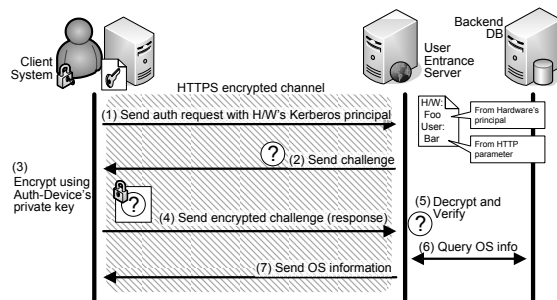 Client
System
User
Entrance
Server
Backend
DB
HTTPS encrypted channel
(1) Send auth request with H/W's Kerberos principal
H/W:
Foo
User:
Bar
From Hardware's
principal
From HTTP
parameter
?
(2) Send challenge
(3)
Encrypt using
Auth-Device's
private key
?
(4) Send encrypted challenge (response)
(5) Decrypt and
Verify
?
(6) Query OS info
(7) Send OS information